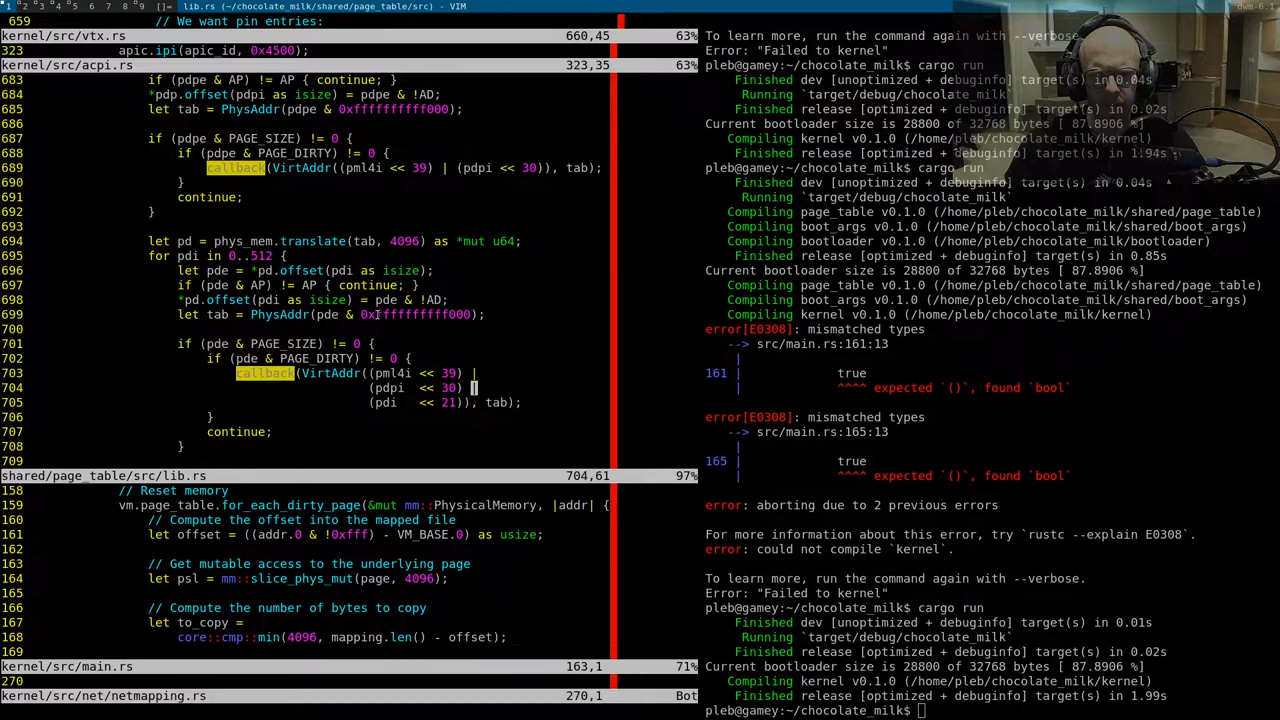 1 2 3 4 5 6 7 8 9 []= lib.rs (~/chocolate_milk/shared/page_table/src) - VIM dwm-6.1
659 // We want pin entries:
kernel/src/vtx.rs 660,45 63%
323 apic.ipi(apic_id, 0x4500);
kernel/src/acpi.rs 323,35 63%
683 if (pdpe & AP) != AP { continue; }
684 *pdp.offset(pdpi as isize) = pdpe & !AD;
685 let tab = PhysAddr(pdpe & 0xffffffffff000);
686
687 if (pdpe & PAGE_SIZE) != 0 {
688 if (pdpe & PAGE_DIRTY) != 0 {
689 callback(VirtAddr((pml4i << 39) | (pdpi << 30)), tab);
690 }
691 continue;
692 }
693
694 let pd = phys_mem.translate(tab, 4096) as *mut u64;
695 for pdi in 0..512 {
696 let pde = *pd.offset(pdi as isize);
697 if (pde & AP) != AP { continue; }
698 *pd.offset(pdi as isize) = pde & !AD;
699 let tab = PhysAddr(pde & 0xffffffffff000);
700
701 if (pde & PAGE_SIZE) != 0 {
702 if (pde & PAGE_DIRTY) != 0 {
703 callback(VirtAddr((pml4i << 39) |
704 (pdpi << 30) |
705 (pdi << 21)), tab);
706 }
707 continue;
708 }
709
shared/page_table/src/lib.rs 704,61 97%
158 // Reset memory
159 vm.page_table.for_each_dirty_page(&mut mm::PhysicalMemory, |addr| {
160 // Compute the offset into the mapped file
161 let offset = ((addr.0 & !0xfff) - VM_BASE.0) as usize;
162
163 // Get mutable access to the underlying page
164 let psl = mm::slice_phys_mut(page, 4096);
165
166 // Compute the number of bytes to copy
167 let to_copy =
168 core::cmp::min(4096, mapping.len() - offset);
169
kernel/src/main.rs 163,1 71%
270
kernel/src/net/netmapping.rs 270,1 Bot
To learn more, run the command again with --verbose.
Error: "Failed to kernel"
pleb@gamey:~/chocolate_milk$ cargo run
Finished dev [unoptimized + debuginfo] target(s) in 0.04s
Running `target/debug/chocolate_milk`
Finished release [optimized + debuginfo] target(s) in 0.02s
Current bootloader size is 28800 of 32768 bytes [ 87.8906 %]
Compiling kernel v0.1.0 (/home/pleb/chocolate_milk/kernel)
Finished release [optimized + debuginfo] target(s) in 1.94s
pleb@gamey:~/chocolate_milk$ cargo run
Finished dev [unoptimized + debuginfo] target(s) in 0.04s
Running `target/debug/chocolate_milk`
Compiling page_table v0.1.0 (/home/pleb/chocolate_milk/shared/page_table)
Compiling boot_args v0.1.0 (/home/pleb/chocolate_milk/shared/boot_args)
Compiling bootloader v0.1.0 (/home/pleb/chocolate_milk/bootloader)
Finished release [optimized + debuginfo] target(s) in 0.85s
Current bootloader size is 28800 of 32768 bytes [ 87.8906 %]
Compiling page_table v0.1.0 (/home/pleb/chocolate_milk/shared/page_table)
Compiling boot_args v0.1.0 (/home/pleb/chocolate_milk/shared/boot_args)
Compiling kernel v0.1.0 (/home/pleb/chocolate_milk/kernel)
error[E0308]: mismatched types
--> src/main.rs:161:13
|
161 | true
| ^^^^ expected `()`, found `bool`
error[E0308]: mismatched types
--> src/main.rs:165:13
|
165 | true
| ^^^^ expected `()`, found `bool`
error: aborting due to 2 previous errors
For more information about this error, try `rustc --explain E0308`.
error: could not compile `kernel`.
To learn more, run the command again with --verbose.
Error: "Failed to kernel"
pleb@gamey:~/chocolate_milk$ cargo run
Finished dev [unoptimized + debuginfo] target(s) in 0.01s
Running `target/debug/chocolate_milk`
Finished release [optimized + debuginfo] target(s) in 0.02s
Current bootloader size is 28800 of 32768 bytes [ 87.8906 %]
Compiling kernel v0.1.0 (/home/pleb/chocolate_milk/kernel)
Finished release [optimized + debuginfo] target(s) in 1.99s
pleb@gamey:~/chocolate_milk$